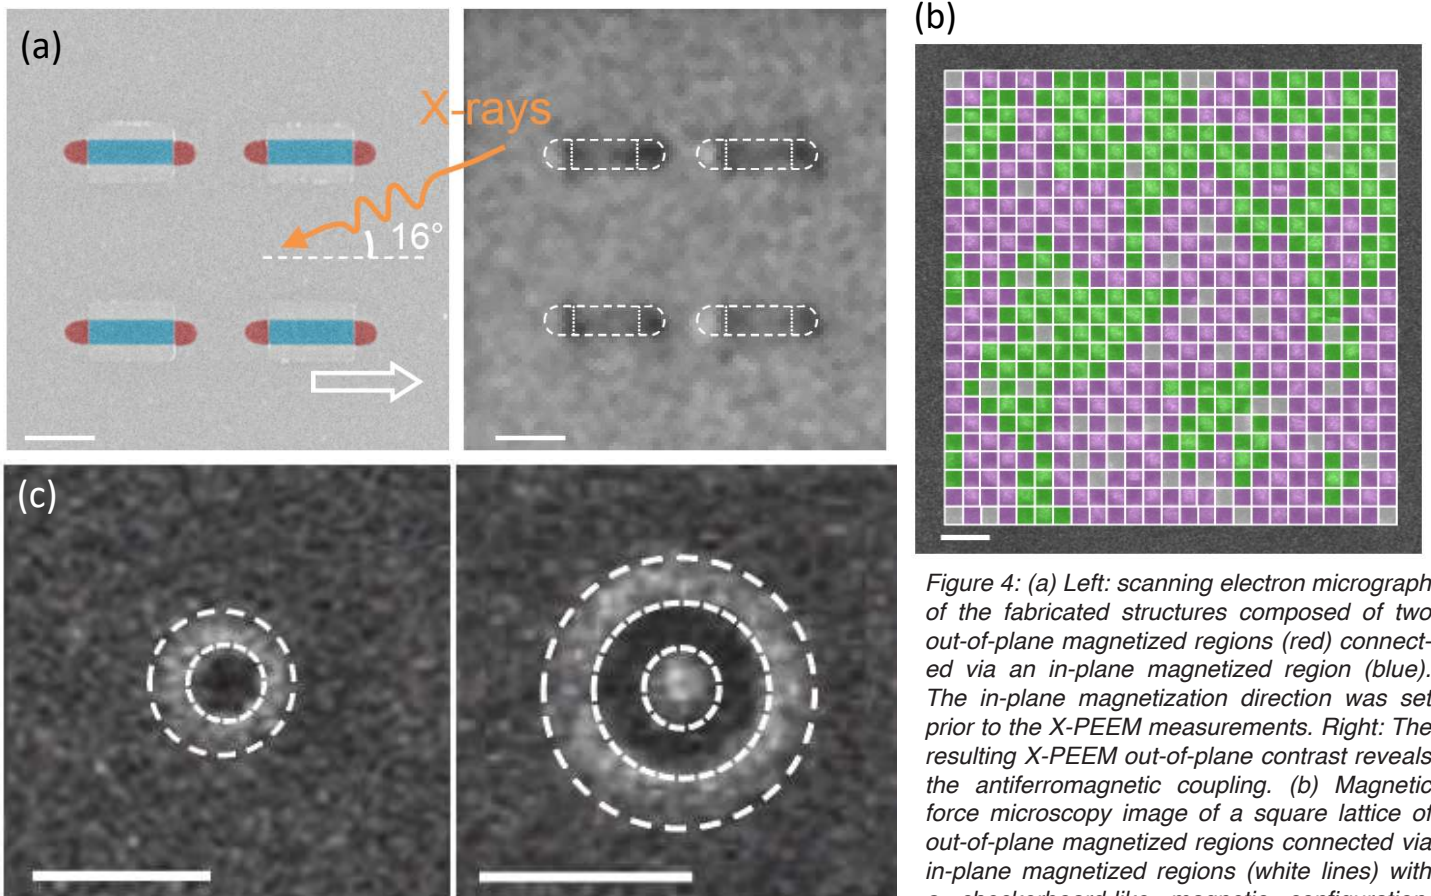 (a)
X-rays
16°
(b)
(c)
Figure 4: (a) Left: scanning electron micrograph
of the fabricated structures composed of two
out-of-plane magnetized regions (red) connect-
ed via an in-plane magnetized region (blue).
The in-plane magnetization direction was set
prior to the X-PEEM measurements. Right: The
resulting X-PEEM out-of-plane contrast reveals
the antiferromagnetic coupling. (b) Magnetic
force microscopy image of a square lattice of
out-of-plane magnetized regions connected via
in-plane magnetized regions (white lines) with
a checkerboard-like magnetic configuration.